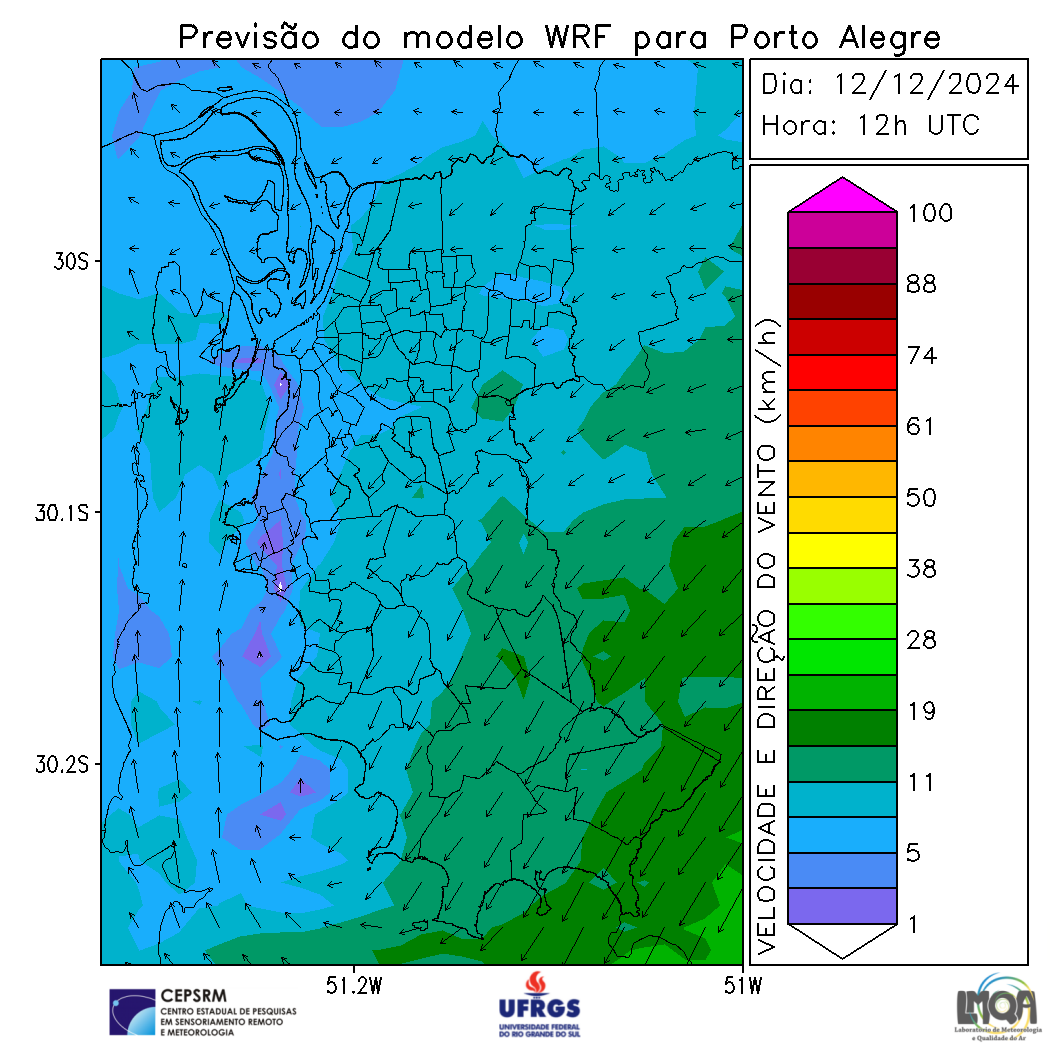 Previsão do modelo WRF para Porto Alegre
Dia: 12/12/2024
Hora: 12h UTC
30S
30.1S
30.2S
51.2W
51W
VELOCIDADE E DIREÇÃO DO VENTO (km/h)
100
88
74
61
50
38
28
19
11
5
1
CEPSRM
CENTRO ESTADUAL DE PESQUISAS
EM SENSORIAMENTO REMOTO
E METEOROLOGIA
UFRGS
UNIVERSIDADE FEDERAL
DO RIO GRANDE DO SUL
LMQA
Laboratório de Meteorologia
e Qualidade do Ar